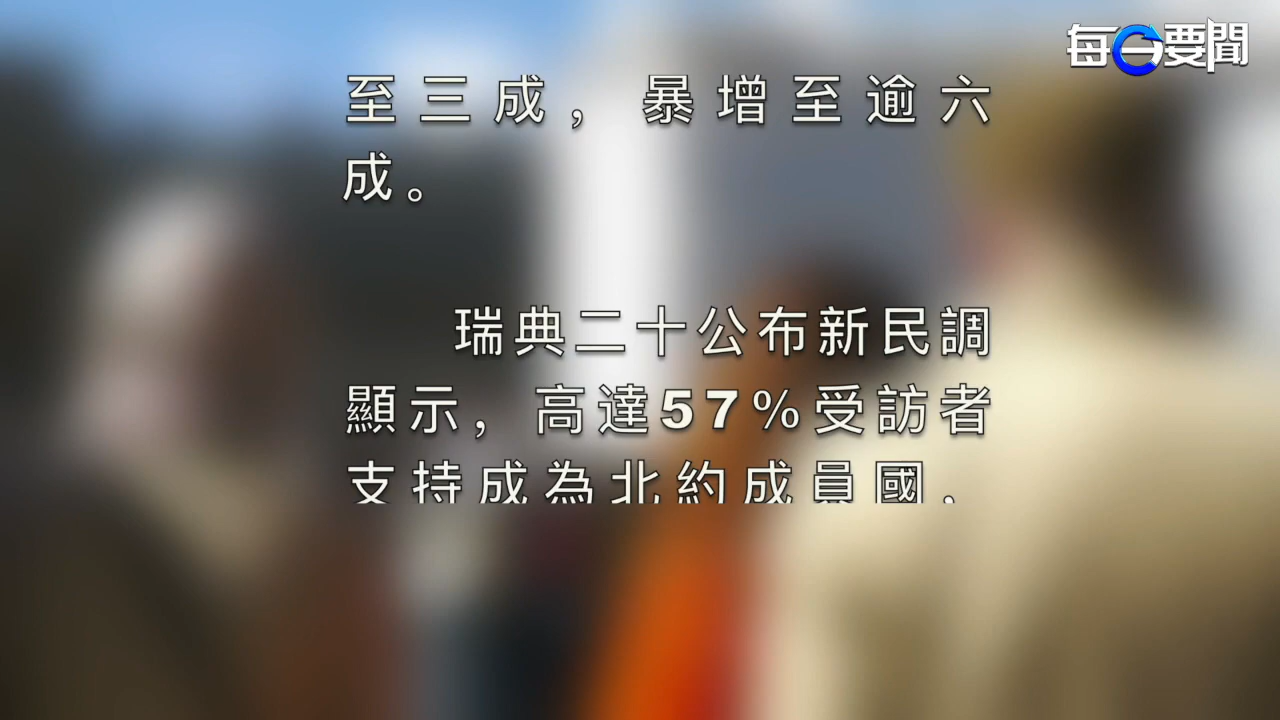 每日要聞
至三成，暴增至逾六
成。
瑞典二十公布新民調
顯示，高達57%受訪者
支持成為北約成員國，